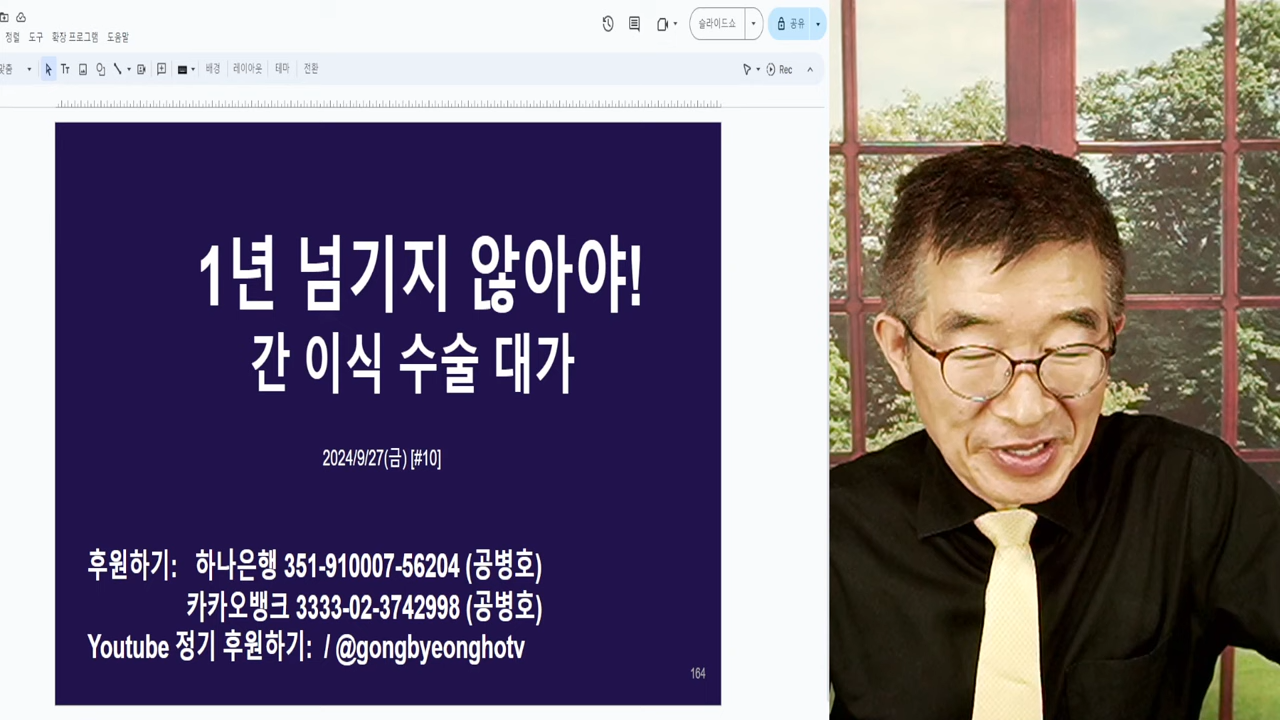 정렬 도구 확장 프로그램 도움말
슬라이드쇼 공유
배경 레이아웃 테마 전환
Rec
1년 넘기지 않아야!
간 이식 수술 대가
2024/9/27(금) [#10]
후원하기: 하나은행 351-910007-56204 (공병호)
카카오뱅크 3333-02-3742998 (공병호)
Youtube 정기 후원하기: / @gongbyeonghotv
164